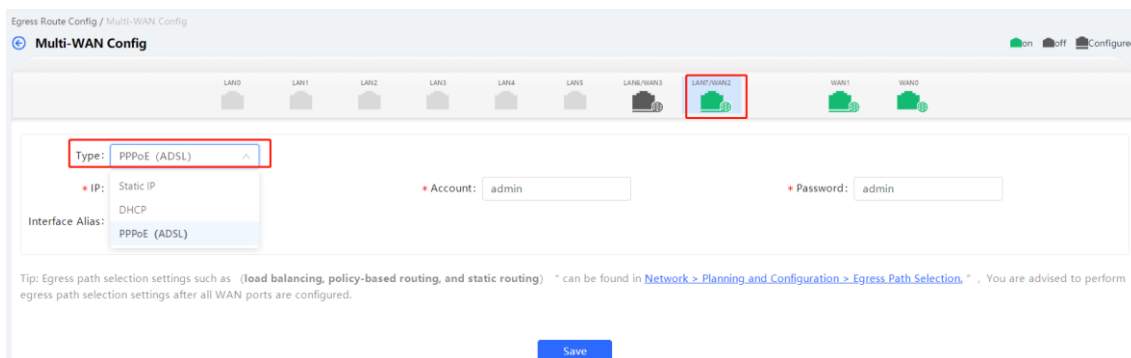 Egress Route Config / Multi-WAN Config
Multi-WAN Config
on off Configured
LAN0 LAN1 LAN2 LAN3 LAN4 LAN5 LAN6/WAN3 LAN7/WAN2 WAN1 WAN0
Type: PPPoE (ADSL)
* IP: Static IP * Account: admin * Password: admin
DHCP
Interface Alias:
PPPoE (ADSL)
Tip: Egress path selection settings such as (load balancing, policy-based routing, and static routing) " can be found in Network > Planning and Configuration > Egress Path Selection. " , You are advised to perform
egress path selection settings after all WAN ports are configured.
Save